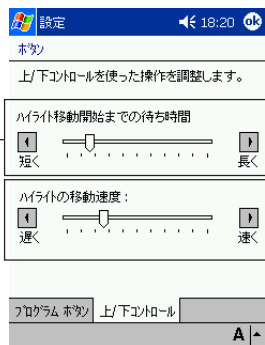 設定 18:20 ok
ボタン
上/下コントロールを使った操作を調整します。
ハイライト移動開始までの待ち時間
短く 長く
ハイライトの移動速度：
遅く 速く
プログラム ボタン 上/下コントロール
A